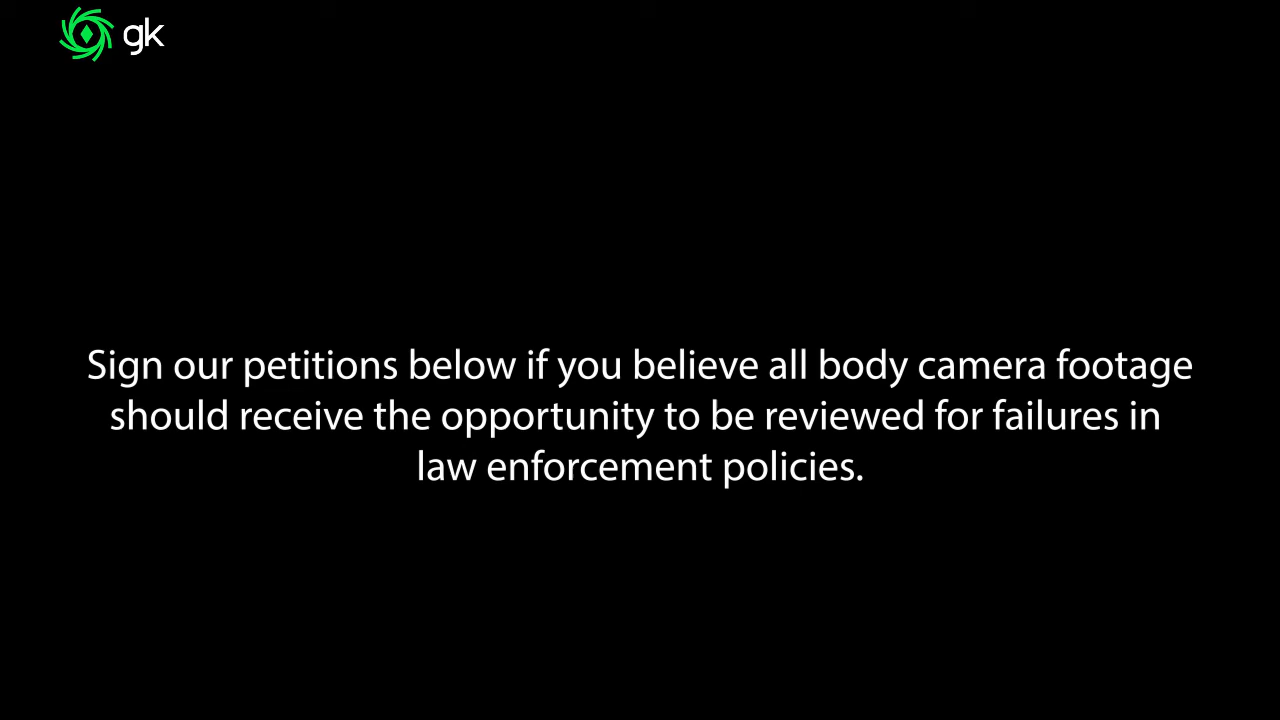 gk
Sign our petitions below if you believe all body camera footage
should receive the opportunity to be reviewed for failures in
law enforcement policies.